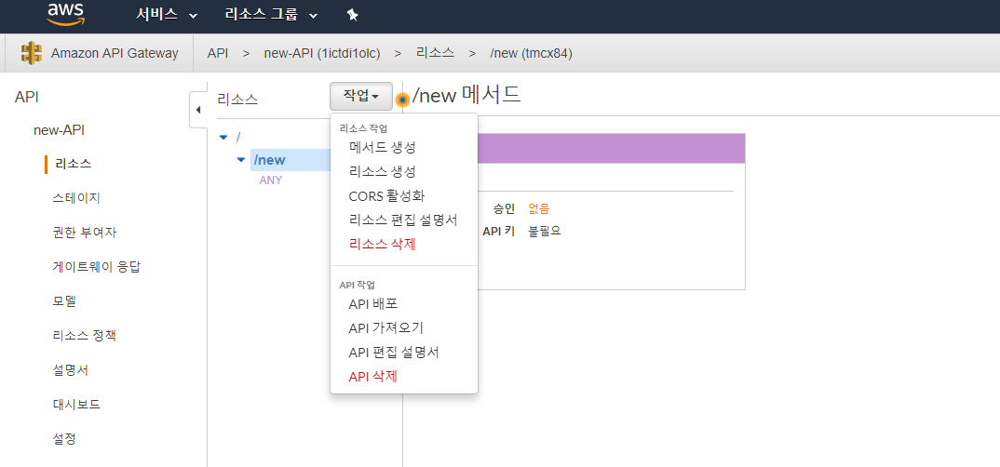 aws
서비스
리소스 그룹
Amazon API Gateway
API > new-API (1ictdi1olc) > 리소스 > /new (tmcx84)
API
new-API
리소스
스테이지
권한 부여자
게이트웨이 응답
모델
리소스 정책
설명서
대시보드
설정
리소스
작업
/
/new
ANY
리소스 작업
메서드 생성
리소스 생성
CORS 활성화
리소스 편집 설명서
리소스 삭제
API 작업
API 배포
API 가져오기
API 편집 설명서
API 삭제
/new 메서드
승인 없음
API 키 불필요